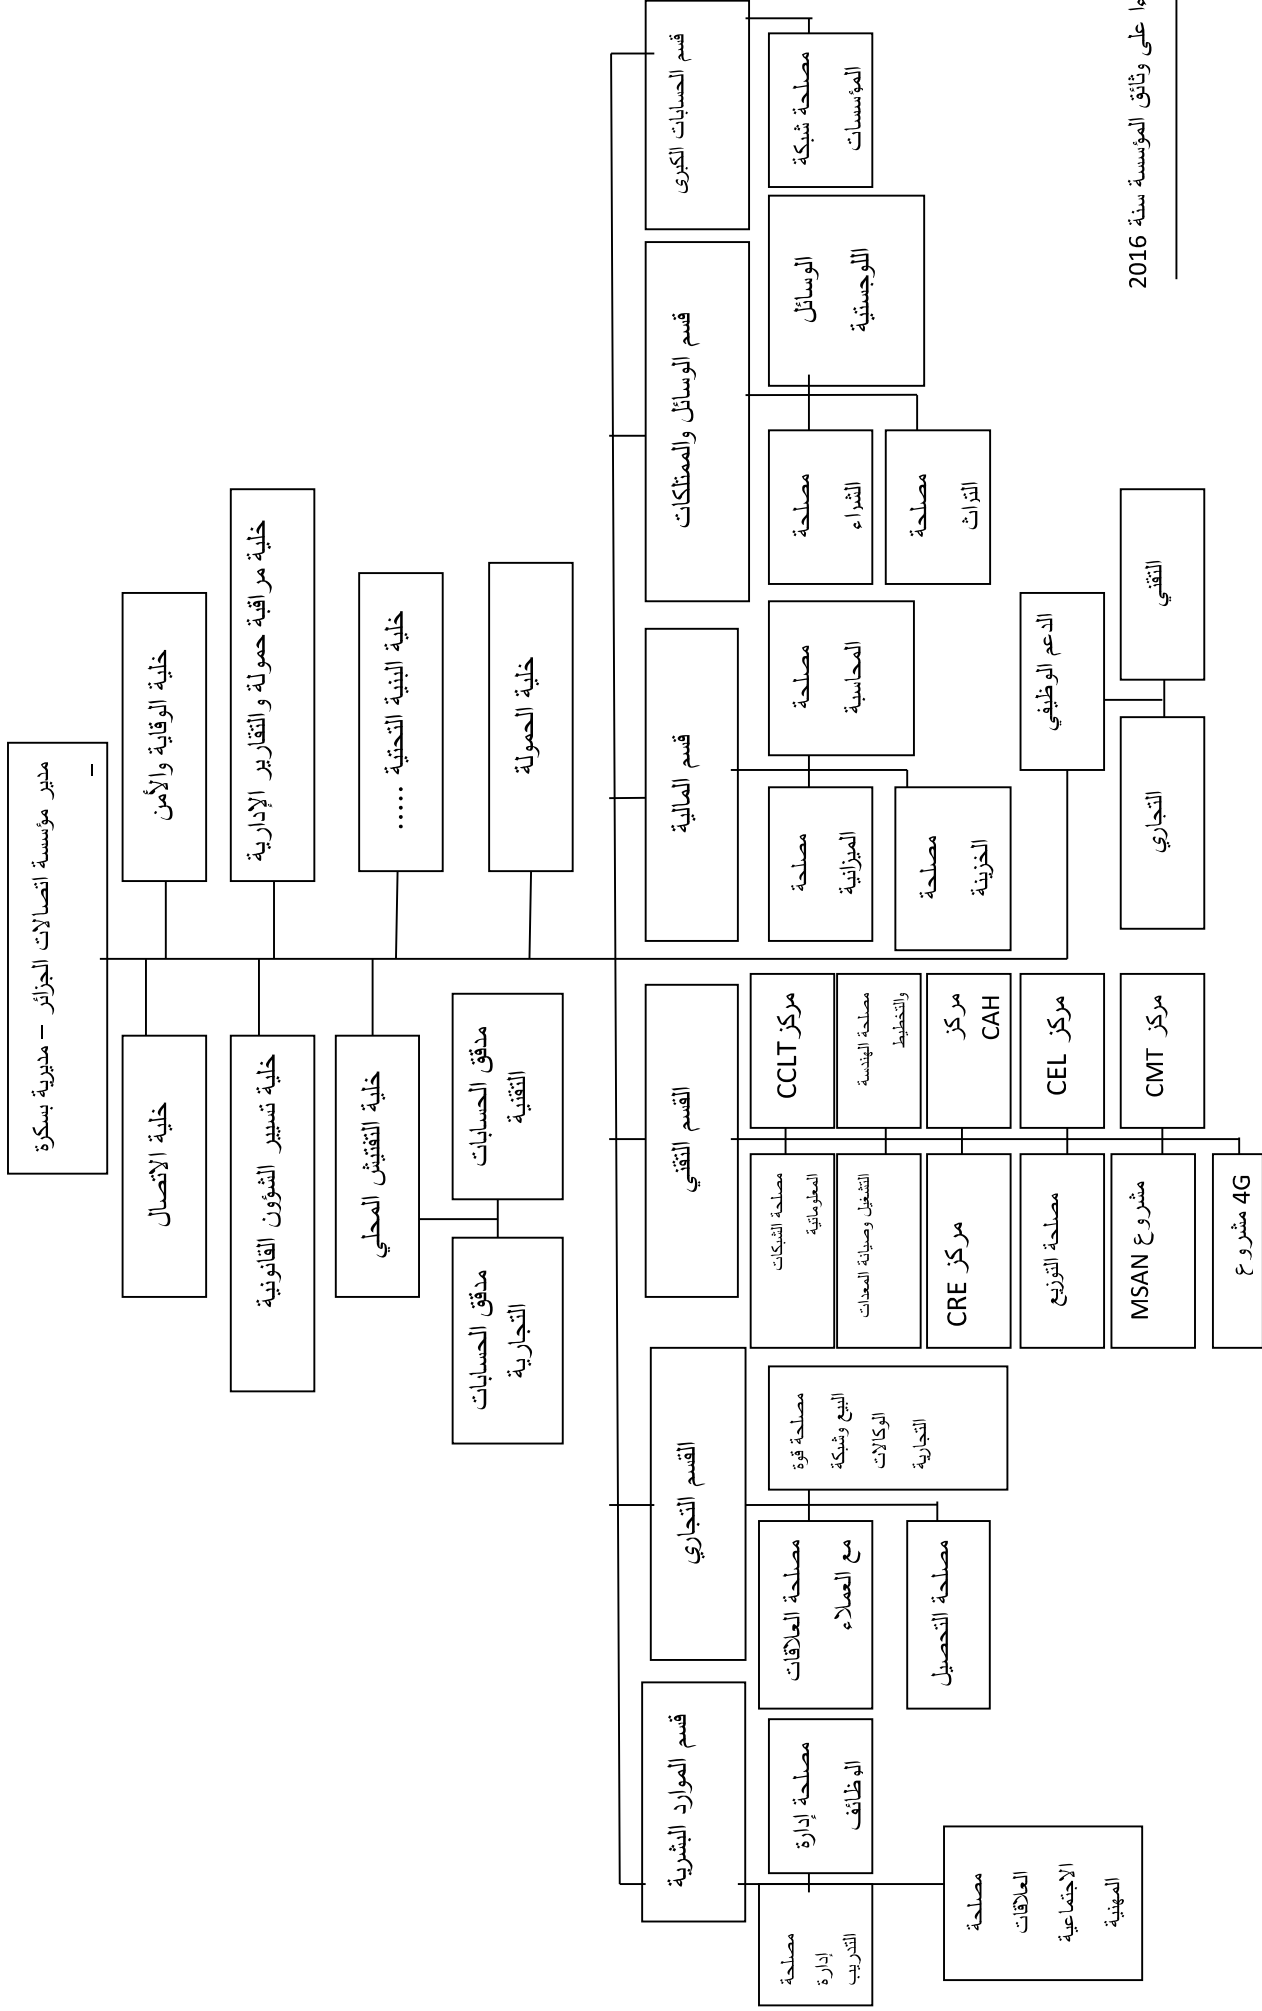 مدير مؤسسة اتصالات الجزائر – مديرية بسكرة
–
خلية الاتصال
خلية الوقاية والأمن
خلية تسيير الشؤون القانونية
خلية مراقبة حمولة والتقارير الإدارية
خلية التفتيش المحلي
خلية البنية التحتية .....
مدقق الحسابات
التجارية
مدقق الحسابات
التقنية
خلية الحمولة
قسم الموارد البشرية
القسم التجاري
القسم التقني
قسم المالية
قسم الوسائل والممتلكات
قسم الحسابات الكبرى
مصلحة
إدارة
التدريب
مصلحة إدارة
الوظائف
مصلحة
العلاقات
الاجتماعية
المهنية
مصلحة العلاقات
مع العملاء
مصلحة قوة
البيع وشبكة
الوكالات
التجارية
مصلحة التحصيل
مصلحة الشبكات
المعلوماتية
مركز CCLT
التشغيل وصيانة المعدات
مصلحة الهندسة
والتخطيط
مركز CRE
مركز
CAH
مصلحة التوزيع
مركز CEL
مشروع MSAN
مركز CMT
4G مشروع
مصلحة
الميزانية
مصلحة
المحاسبة
مصلحة
الخزينة
مصلحة
الشراء
الوسائل
اللوجستية
مصلحة
التراث
مصلحة شبكة
المؤسسات
الدعم الوظيفي
التجاري
التقني
على وثائق المؤسسة سنة 2016